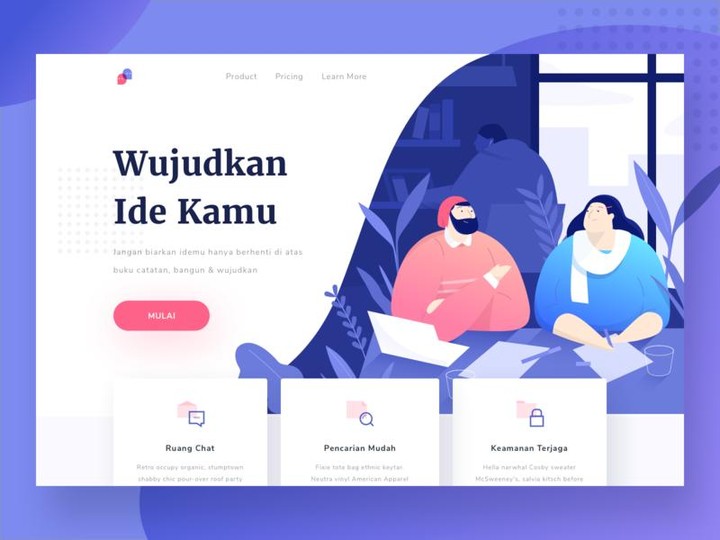 Product Pricing Learn More
Wujudkan
Ide Kamu
Jangan biarkan idemu hanya berhenti di atas
buku catatan, bangun & wujudkan
MULAI
Ruang Chat
Retro occupy organic, stumptown
shabby chic pour-over roof party
Pencarian Mudah
Fixie tote bag ethnic keytar.
Neutra vinyl American Apparel
Keamanan Terjaga
Hella narwhal Cosby sweater
McSweeney's, salvia kitsch before